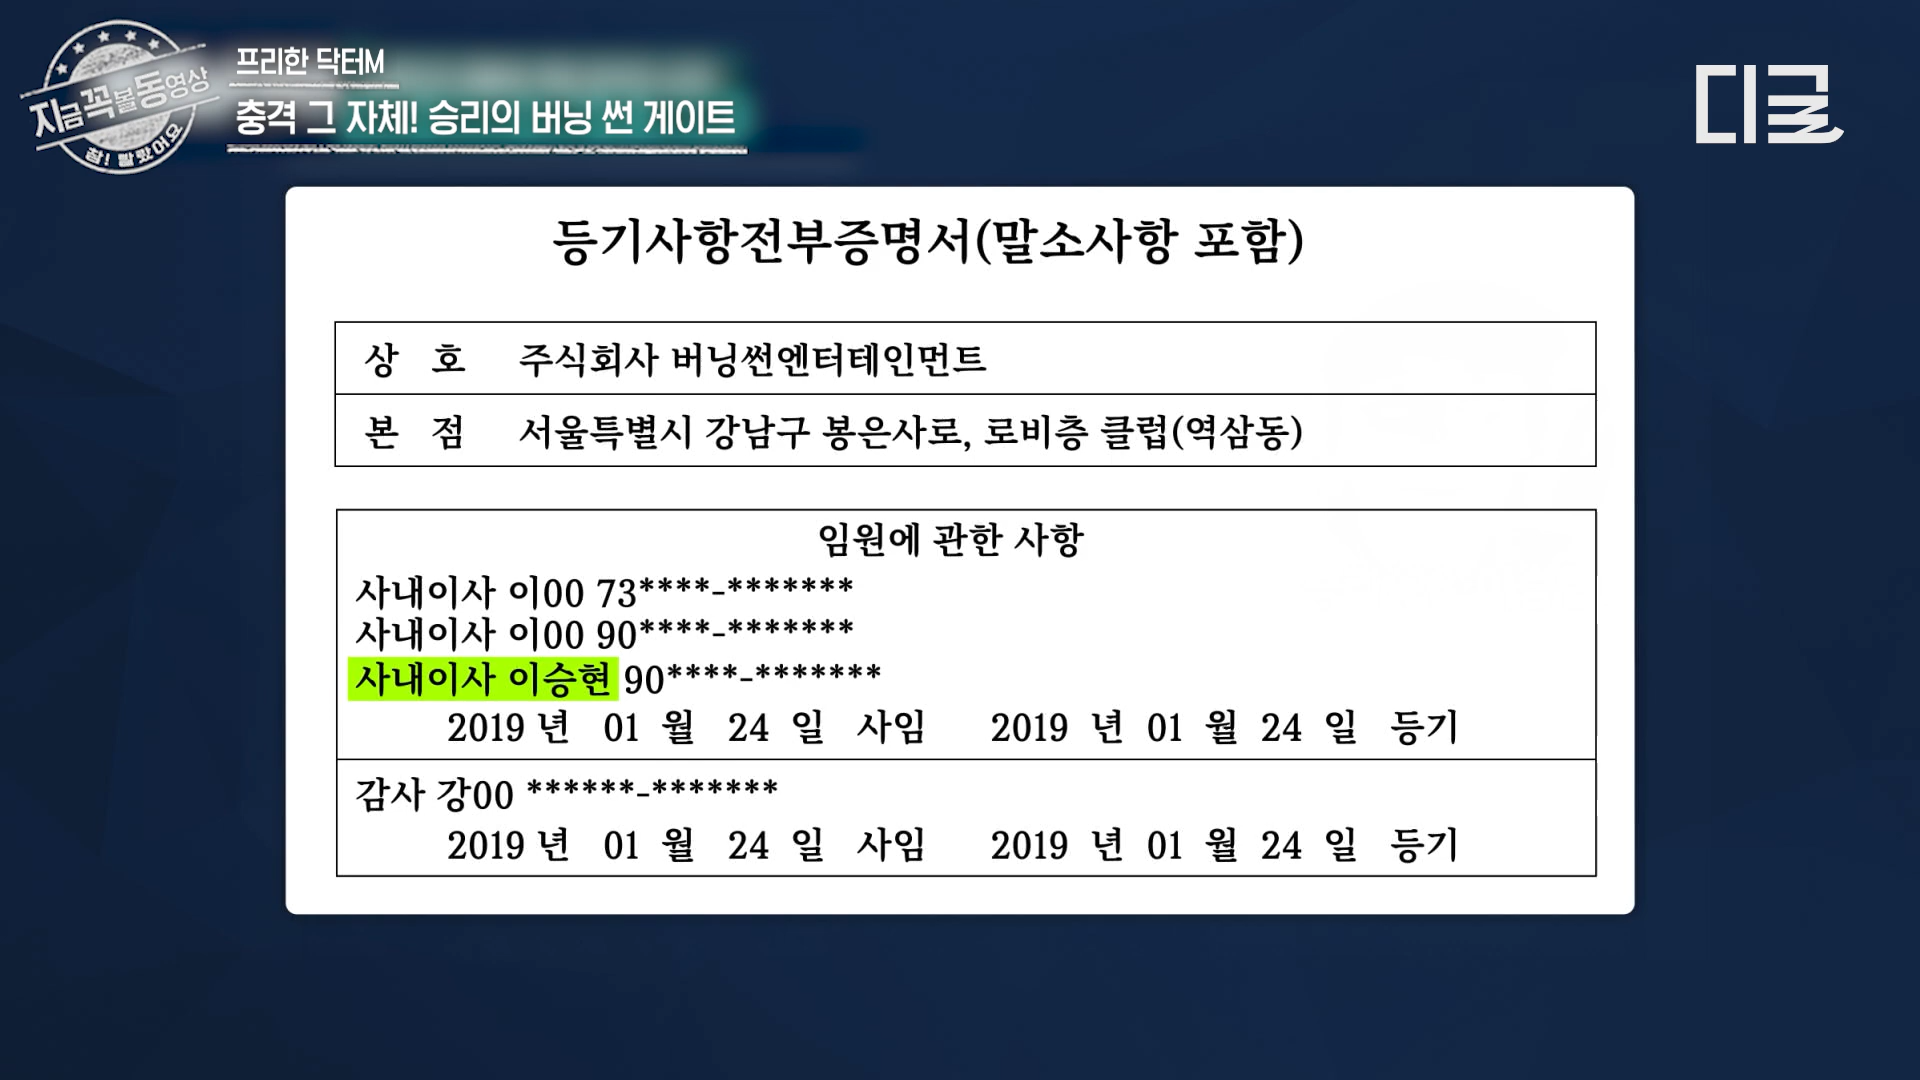 지금 꼭 볼 동영상
참! 빨랐어요
프리한 닥터M
충격 그 자체! 승리의 버닝 썬 게이트
디글
등기사항전부증명서(말소사항 포함)
상 호 주식회사 버닝썬엔터테인먼트
본 점 서울특별시 강남구 봉은사로, 로비층 클럽(역삼동)
임원에 관한 사항
사내이사 이00 73****-*******
사내이사 이00 90****-*******
사내이사 이승현 90****-*******
2019 년 01 월 24 일 사임 2019 년 01 월 24 일 등기
감사 강00 ******-*******
2019 년 01 월 24 일 사임 2019 년 01 월 24 일 등기